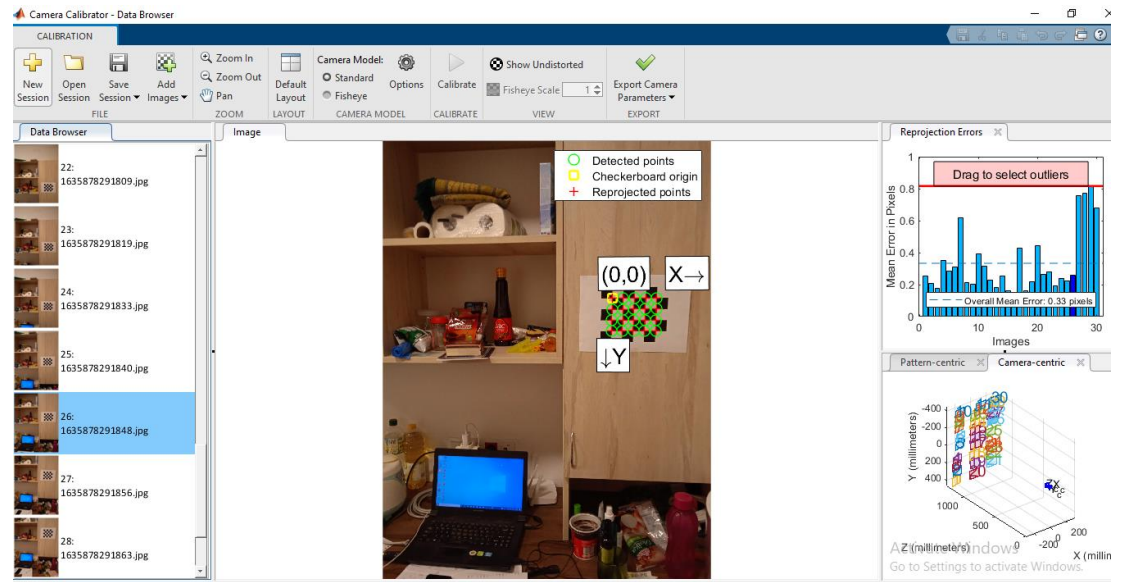 Camera Calibrator - Data Browser
CALIBRATION
New Session
Open Session
Save Session
Add Images
FILE
Zoom In
Zoom Out
Pan
ZOOM
Default Layout
LAYOUT
Camera Model:
Standard
Fisheye
Options
CAMERA MODEL
Calibrate
CALIBRATE
Show Undistorted
Fisheye Scale 1
VIEW
Export Camera Parameters
EXPORT
Data Browser
22:
1635878291809.jpg
23:
1635878291819.jpg
24:
1635878291833.jpg
25:
1635878291840.jpg
26:
1635878291848.jpg
27:
1635878291856.jpg
28:
1635878291863.jpg
Image
Detected points
Checkerboard origin
Reprojected points
(0,0)
X→
↓Y
Reprojection Errors
Drag to select outliers
Mean Error in Pixels
1
0.8
0.6
0.4
0.2
0
Overall Mean Error: 0.33 pixels
0 10 20 30
Images
Pattern-centric
Camera-centric
Y (millimeters)
-400
-200
0
200
400
1000
500
0
Z (millimeters)
-200
0
200
X (millim
Activate Windows
Go to Settings to activate Windows.